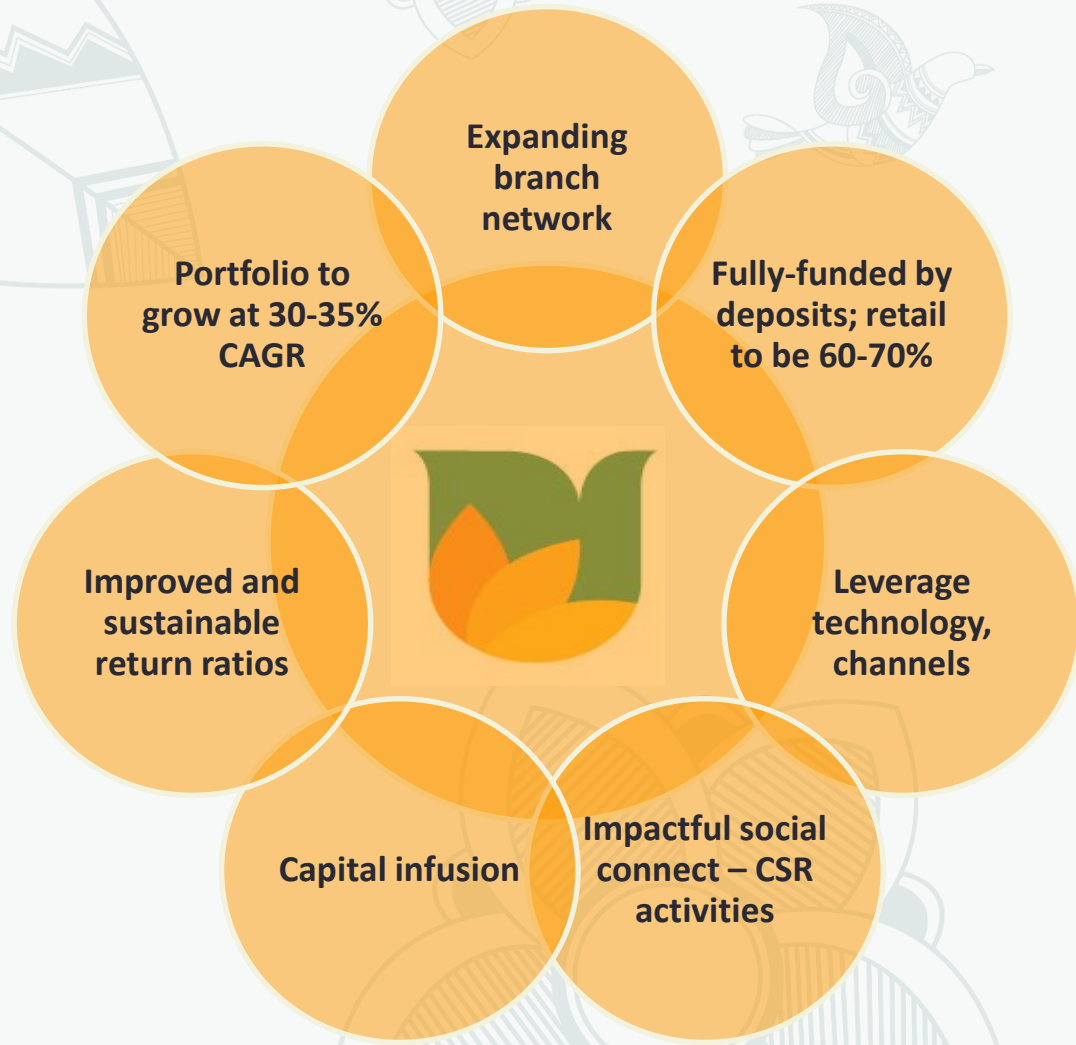 Expanding
branch
network
Fully-funded by
deposits; retail
to be 60-70%
Leverage
technology,
channels
Impactful social
connect – CSR
activities
Capital infusion
Improved and
sustainable
return ratios
Portfolio to
grow at 30-35%
CAGR